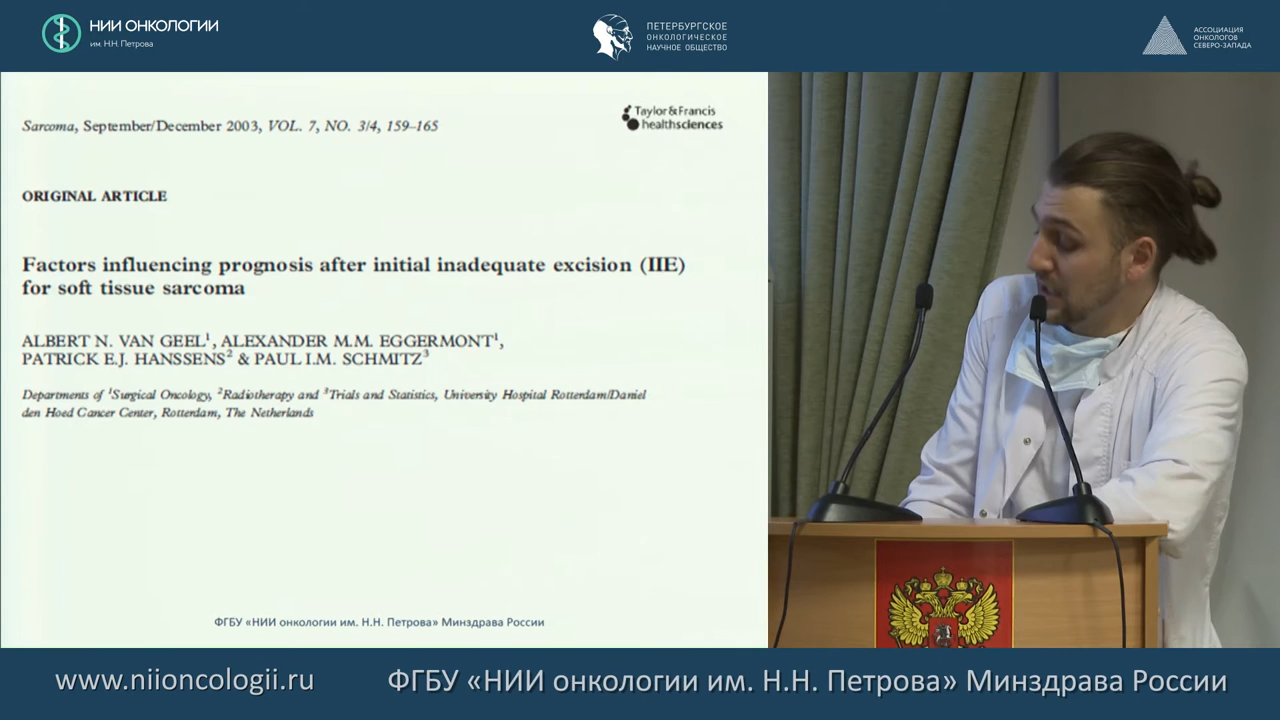 НИИ ОНКОЛОГИИ
им. Н.Н. Петрова
ПЕТЕРБУРГСКОЕ
ОНКОЛОГИЧЕСКОЕ
НАУЧНОЕ ОБЩЕСТВО
АССОЦИАЦИЯ
ОНКОЛОГОВ
СЕВЕРО-ЗАПАДА
Sarcoma, September/December 2003, VOL. 7, NO. 3/4, 159–165
Taylor & Francis
healthsciences
ORIGINAL ARTICLE
Factors influencing prognosis after initial inadequate excision (IIE)
for soft tissue sarcoma
ALBERT N. VAN GEEL¹, ALEXANDER M.M. EGGERMONT¹,
PATRICK E.J. HANSSENS² & PAUL I.M. SCHMITZ³
Departments of ¹Surgical Oncology, ²Radiotherapy and ³Trials and Statistics, University Hospital Rotterdam/Daniel
den Hoed Cancer Center, Rotterdam, The Netherlands
ФГБУ «НИИ онкологии им. Н.Н. Петрова» Минздрава России
www.niioncologii.ru
ФГБУ «НИИ онкологии им. Н.Н. Петрова» Минздрава России